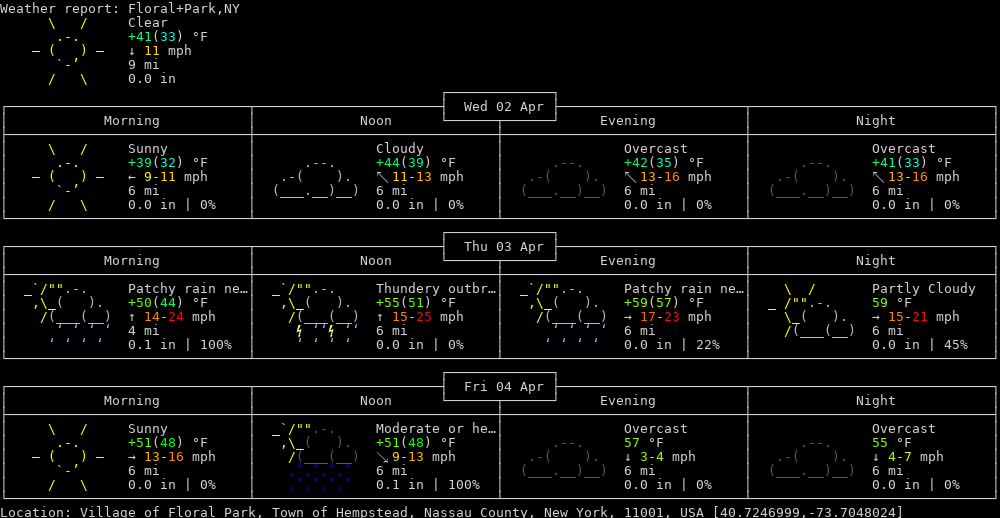 Weather report: Floral+Park,NY
Clear
+41(33) °F
↓ 11 mph
9 mi
0.0 in
Wed 02 Apr
Morning Noon Evening Night
Sunny Cloudy Overcast Overcast
+39(32) °F +44(39) °F +42(35) °F +41(33) °F
← 9-11 mph ↖ 11-13 mph ↖ 13-16 mph ↖ 13-16 mph
6 mi 6 mi 6 mi 6 mi
0.0 in | 0% 0.0 in | 0% 0.0 in | 0% 0.0 in | 0%
Thu 03 Apr
Morning Noon Evening Night
Patchy rain ne… Thundery outbr… Patchy rain ne… Partly Cloudy
+50(44) °F +55(51) °F +59(57) °F 59 °F
↑ 14-24 mph ↑ 15-25 mph → 17-23 mph → 15-21 mph
4 mi 6 mi 6 mi 6 mi
0.1 in | 100% 0.0 in | 0% 0.0 in | 22% 0.0 in | 45%
Fri 04 Apr
Morning Noon Evening Night
Sunny Moderate or he… Overcast Overcast
+51(48) °F +51(48) °F 57 °F 55 °F
→ 13-16 mph ↘ 9-13 mph ↓ 3-4 mph ↓ 4-7 mph
6 mi 6 mi 6 mi 6 mi
0.0 in | 0% 0.1 in | 100% 0.0 in | 0% 0.0 in | 0%
Location: Village of Floral Park, Town of Hempstead, Nassau County, New York, 11001, USA [40.7246999,-73.7048024]